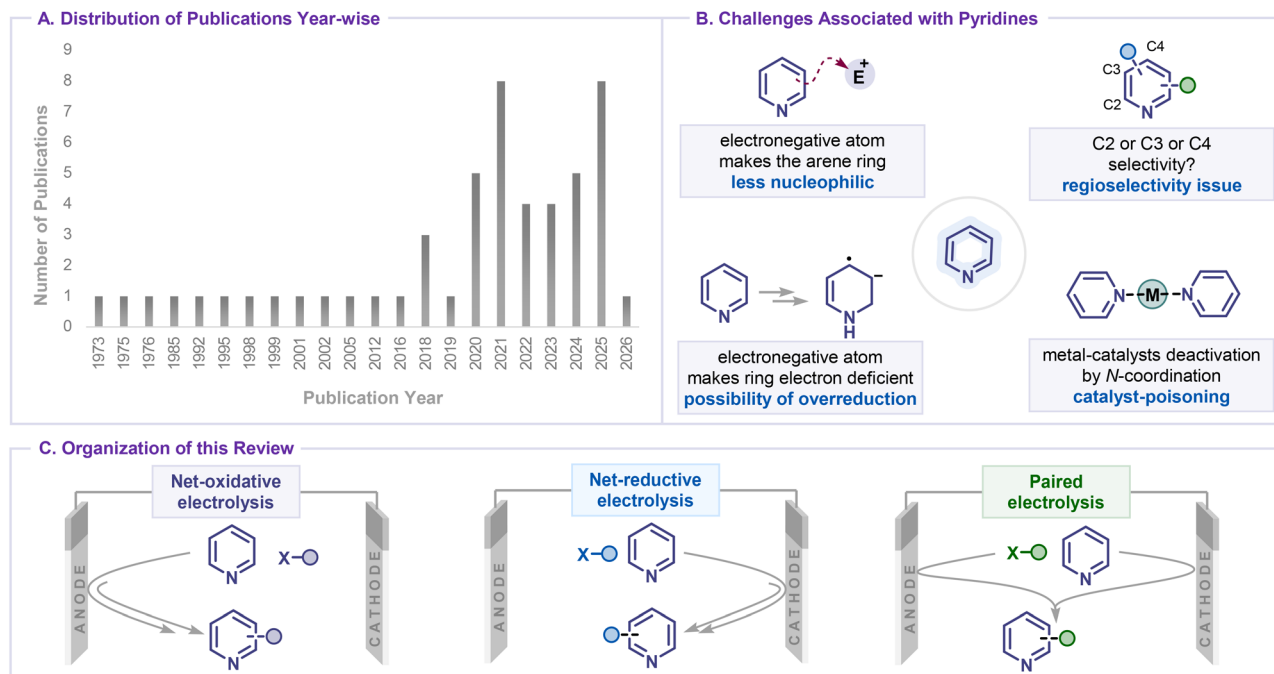 A. Distribution of Publications Year-wise
Number of Publications
9
8
7
6
5
4
3
2
1
0
1973
1975
1976
1985
1992
1995
1998
1999
2001
2002
2005
2012
2016
2018
2019
2020
2021
2022
2023
2024
2025
2026
Publication Year
B. Challenges Associated with Pyridines
N
E+
electronegative atom
makes the arene ring
less nucleophilic
C4
C3
C2
N
C2 or C3 or C4
selectivity?
regioselectivity issue
N
N
N
H
electronegative atom
makes ring electron deficient
possibility of overreduction
N
M
N
metal-catalysts deactivation
by N-coordination
catalyst-poisoning
C. Organization of this Review
Net-oxidative
electrolysis
ANODE
N
X
N
CATHODE
Net-reductive
electrolysis
ANODE
X
N
N
CATHODE
Paired
electrolysis
ANODE
X
N
N
CATHODE